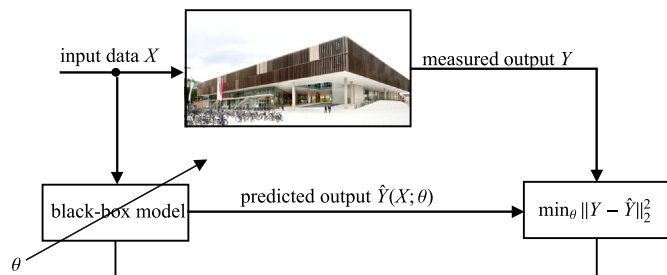 input data X
measured output Y
predicted output Ŷ(X; θ)
black-box model
min_θ ||Y − Ŷ||₂²
θ